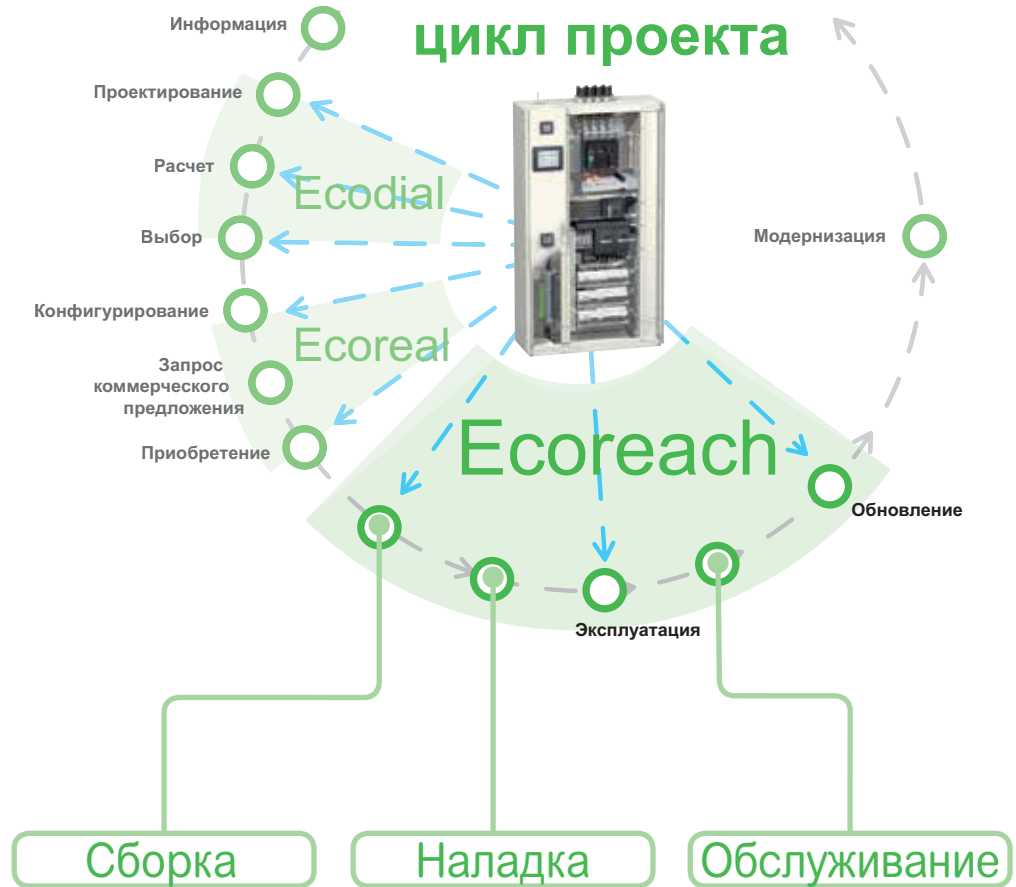 цикл проекта
Информация
Проектирование
Расчет
Ecodial
Выбор
Модернизация
Конфигурирование
Ecoreal
Запрос
коммерческого
предложения
Приобретение
Ecoreach
Обновление
Эксплуатация
Сборка
Наладка
Обслуживание